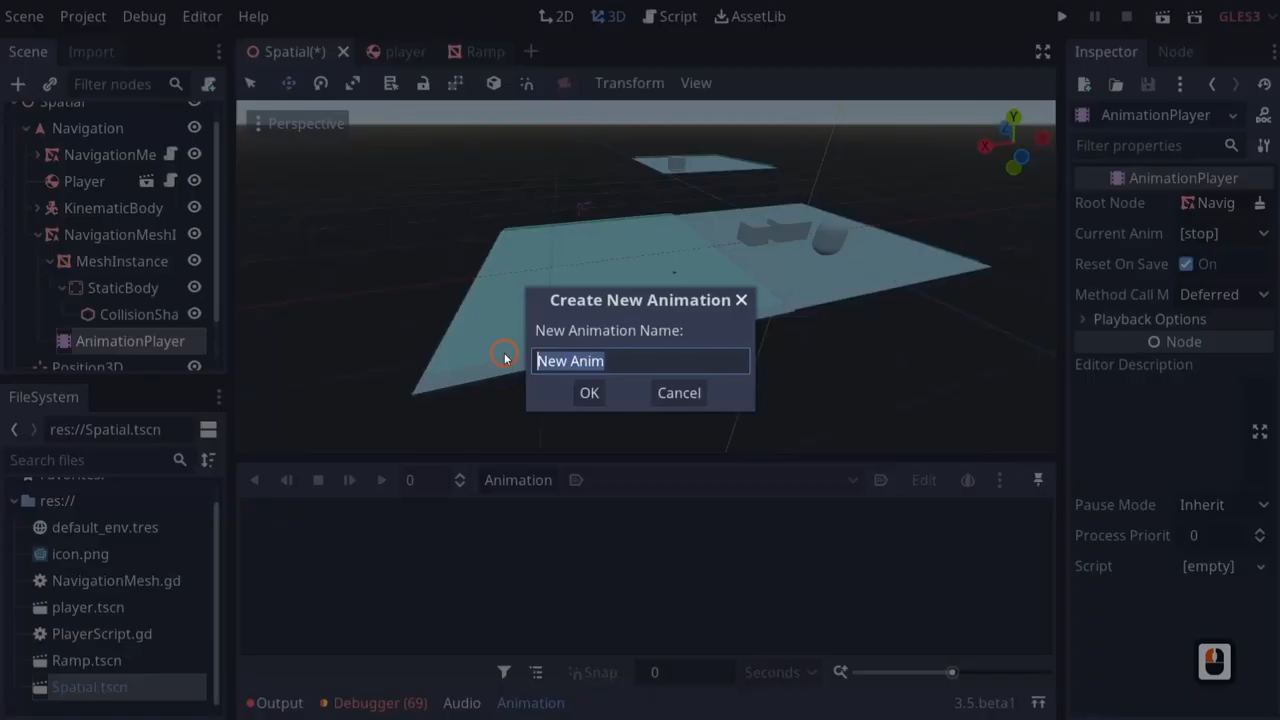 Scene Project Debug Editor Help
2D 3D Script AssetLib
GLES3
Scene Import
Spatial(*) player Ramp
Inspector Node
Filter nodes
Transform View
Spatial
Navigation
NavigationMe
Player
KinematicBody
NavigationMeshI
MeshInstance
StaticBody
CollisionSha
AnimationPlayer
Position3D
Perspective
Y
X
Z
Create New Animation
New Animation Name:
New Anim
OK Cancel
AnimationPlayer
Filter properties
AnimationPlayer
Root Node Navig
Current Anim [stop]
Reset On Save On
Method Call M Deferred
Playback Options
Node
Editor Description
Pause Mode Inherit
Process Priorit 0
Script [empty]
FileSystem
res://Spatial.tscn
Search files
Favorites:
res://
default_env.tres
icon.png
NavigationMesh.gd
player.tscn
PlayerScript.gd
Ramp.tscn
Spatial.tscn
0 Animation Edit
Snap 0 Seconds
Output Debugger (69) Audio Animation 3.5.beta1